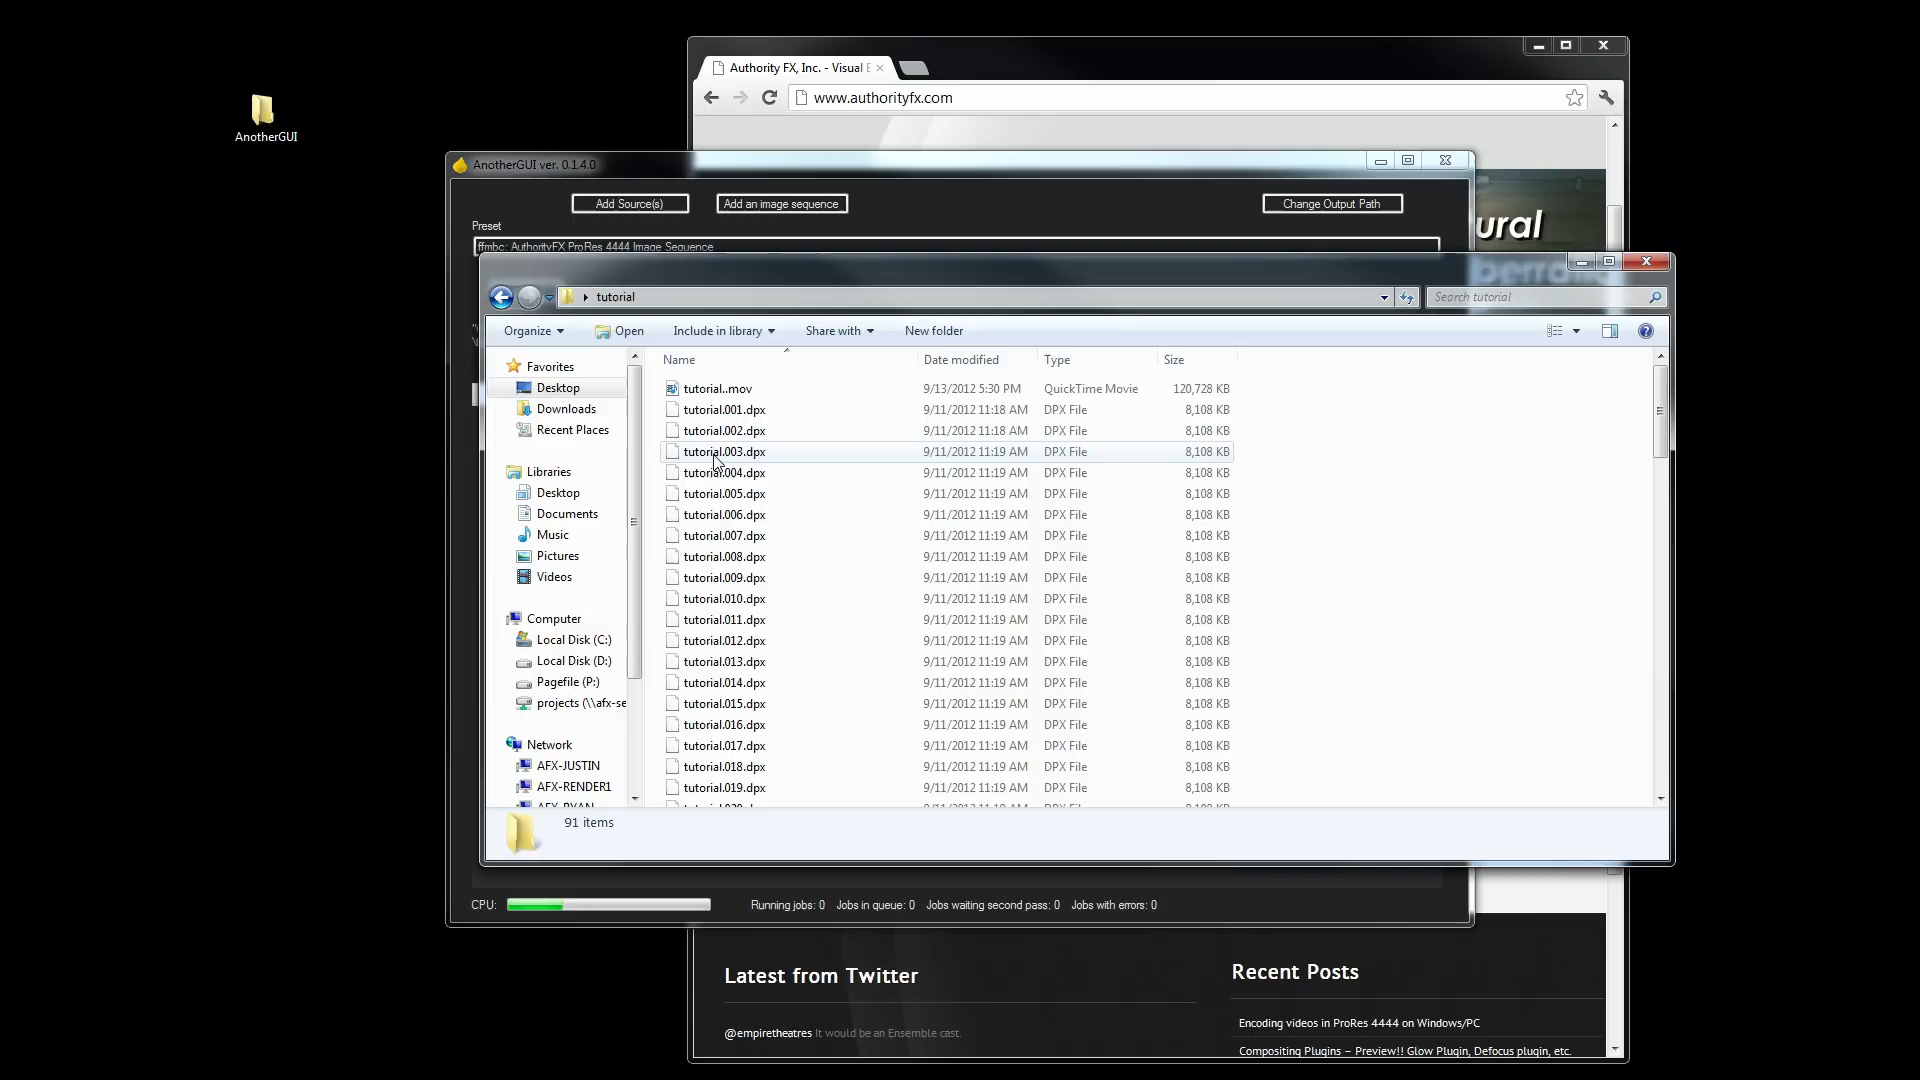 Authority FX, Inc. - Visual E
www.authorityfx.com
AnotherGUI
AnotherGUI ver. 0.1.4.0
Add Source(s)
Add an image sequence
Change Output Path
Preset
ffmbc: AuthorityFX ProRes 4444 Image Sequence
ural
tutorial
Search tutorial
Organize
Open
Include in library
Share with
New folder
Name
Date modified
Type
Size
Favorites
Desktop
Downloads
Recent Places
Libraries
Desktop
Documents
Music
Pictures
Videos
Computer
Local Disk (C:)
Local Disk (D:)
Pagefile (P:)
projects (\\afx-se
Network
AFX-JUSTIN
AFX-RENDER1
AFX-RYAN
tutorial..mov 9/13/2012 5:30 PM QuickTime Movie 120,728 KB
tutorial.001.dpx 9/11/2012 11:18 AM DPX File 8,108 KB
tutorial.002.dpx 9/11/2012 11:18 AM DPX File 8,108 KB
tutorial.003.dpx 9/11/2012 11:19 AM DPX File 8,108 KB
tutorial.004.dpx 9/11/2012 11:19 AM DPX File 8,108 KB
tutorial.005.dpx 9/11/2012 11:19 AM DPX File 8,108 KB
tutorial.006.dpx 9/11/2012 11:19 AM DPX File 8,108 KB
tutorial.007.dpx 9/11/2012 11:19 AM DPX File 8,108 KB
tutorial.008.dpx 9/11/2012 11:19 AM DPX File 8,108 KB
tutorial.009.dpx 9/11/2012 11:19 AM DPX File 8,108 KB
tutorial.010.dpx 9/11/2012 11:19 AM DPX File 8,108 KB
tutorial.011.dpx 9/11/2012 11:19 AM DPX File 8,108 KB
tutorial.012.dpx 9/11/2012 11:19 AM DPX File 8,108 KB
tutorial.013.dpx 9/11/2012 11:19 AM DPX File 8,108 KB
tutorial.014.dpx 9/11/2012 11:19 AM DPX File 8,108 KB
tutorial.015.dpx 9/11/2012 11:19 AM DPX File 8,108 KB
tutorial.016.dpx 9/11/2012 11:19 AM DPX File 8,108 KB
tutorial.017.dpx 9/11/2012 11:19 AM DPX File 8,108 KB
tutorial.018.dpx 9/11/2012 11:19 AM DPX File 8,108 KB
tutorial.019.dpx 9/11/2012 11:19 AM DPX File 8,108 KB
91 items
CPU:
Running jobs: 0 Jobs in queue: 0 Jobs waiting second pass: 0 Jobs with errors: 0
Latest from Twitter
@empiretheatres It would be an Ensemble cast.
Recent Posts
Encoding videos in ProRes 4444 on Windows/PC
Compositing Plugins – Preview!! Glow Plugin, Defocus plugin, etc.